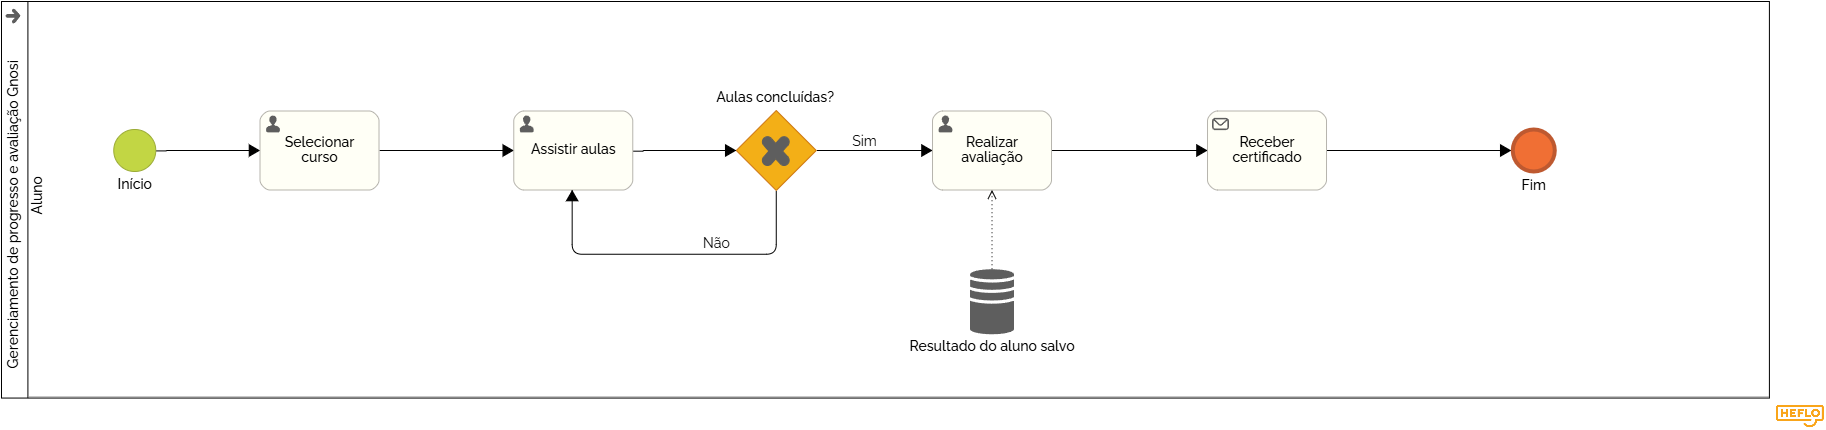 Gerenciamento de progresso e avaliação Gnosi
Aluno
Início
Selecionar
curso
Assistir aulas
Aulas concluídas?
Sim
Não
Realizar
avaliação
Resultado do aluno salvo
Receber
certificado
Fim
HEFLO